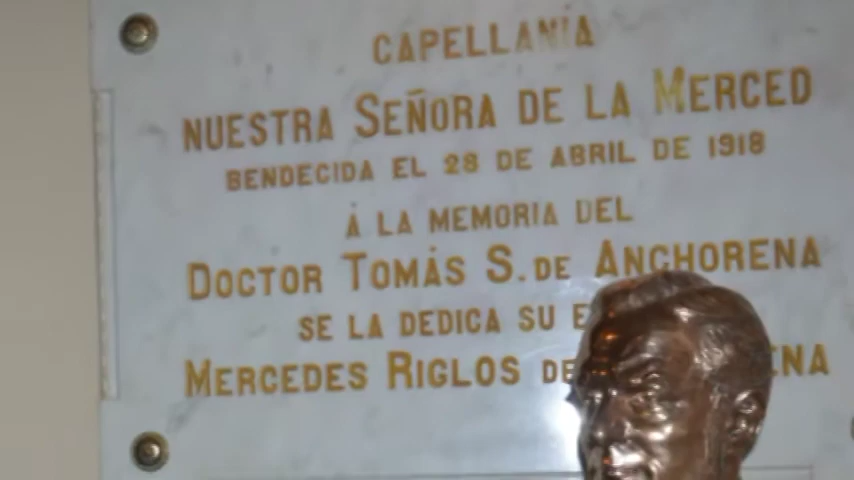 CAPELLANÍA
NUESTRA SEÑORA DE LA MERCED
BENDECIDA EL 28 DE ABRIL DE 1918
Á LA MEMORIA DEL
DOCTOR TOMÁS S. DE ANCHORENA
SE LA DEDICA SU
MERCEDES RIGLOS DE